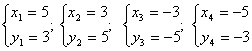 {x₁ = 5 {x₂ = 3 {x₃ = −3 {x₄ = −5
{y₁ = 3; {y₂ = 5; {y₃ = −5; {y₄ = −3